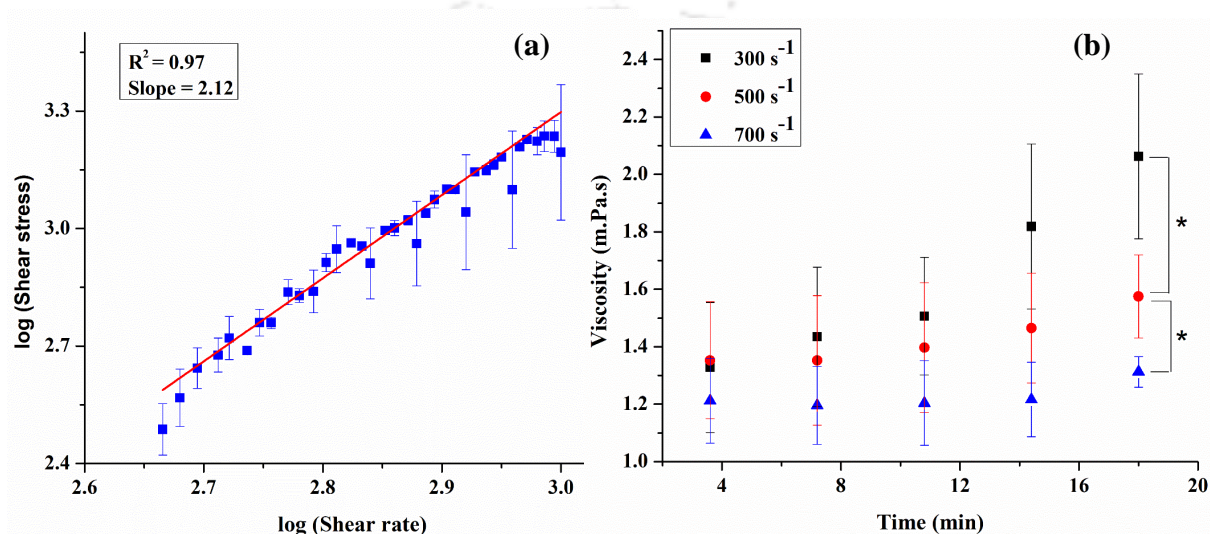 (a)
R² = 0.97
Slope = 2.12
log (Shear stress)
3.3
3.0
2.7
2.4
2.6 2.7 2.8 2.9 3.0
log (Shear rate)
(b)
300 s⁻¹
500 s⁻¹
700 s⁻¹
Viscosity (m.Pa.s)
2.4
2.2
2.0
1.8
1.6
1.4
1.2
1.0
*
*
4 8 12 16 20
Time (min)